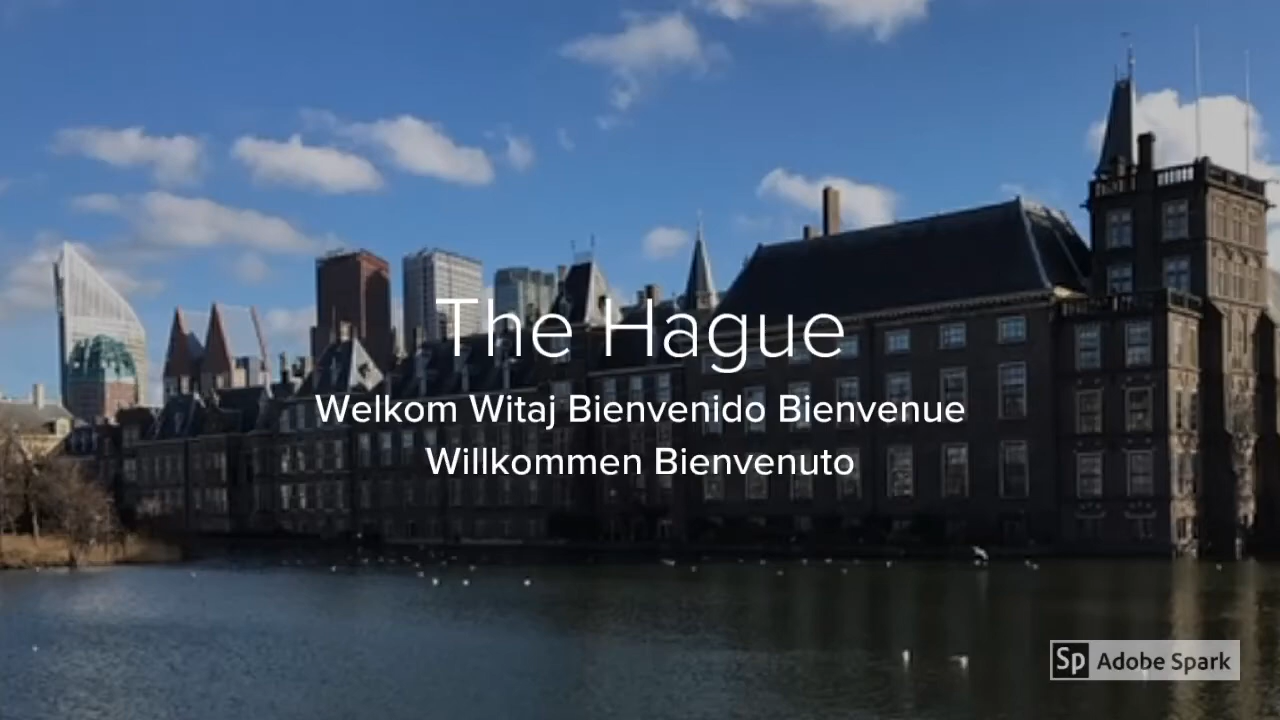 The Hague
Welkom Witaj Bienvenido Bienvenue
Willkommen Bienvenuto
Sp Adobe Spark